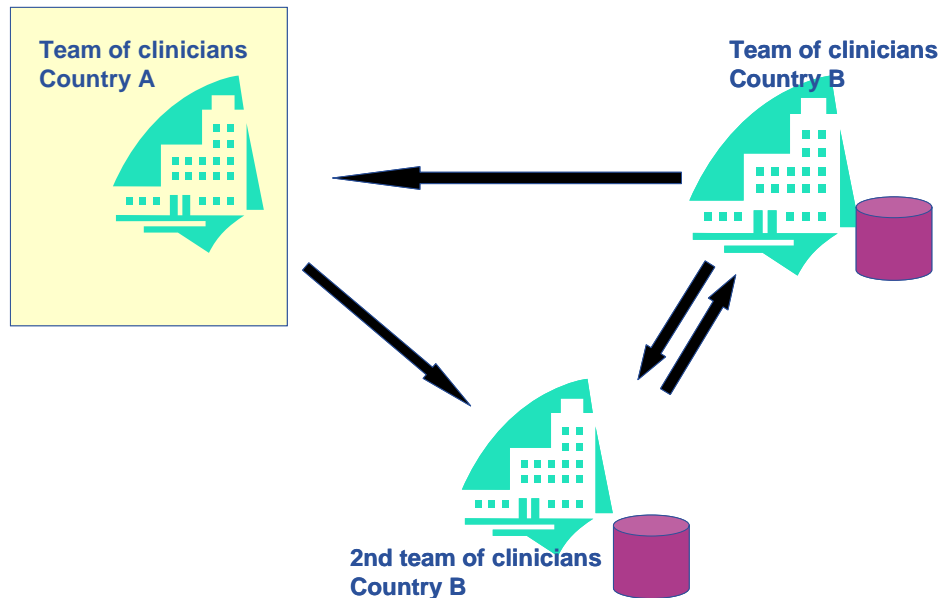 Team of clinicians
Country A
Team of clinicians
Country B
2nd team of clinicians
Country B